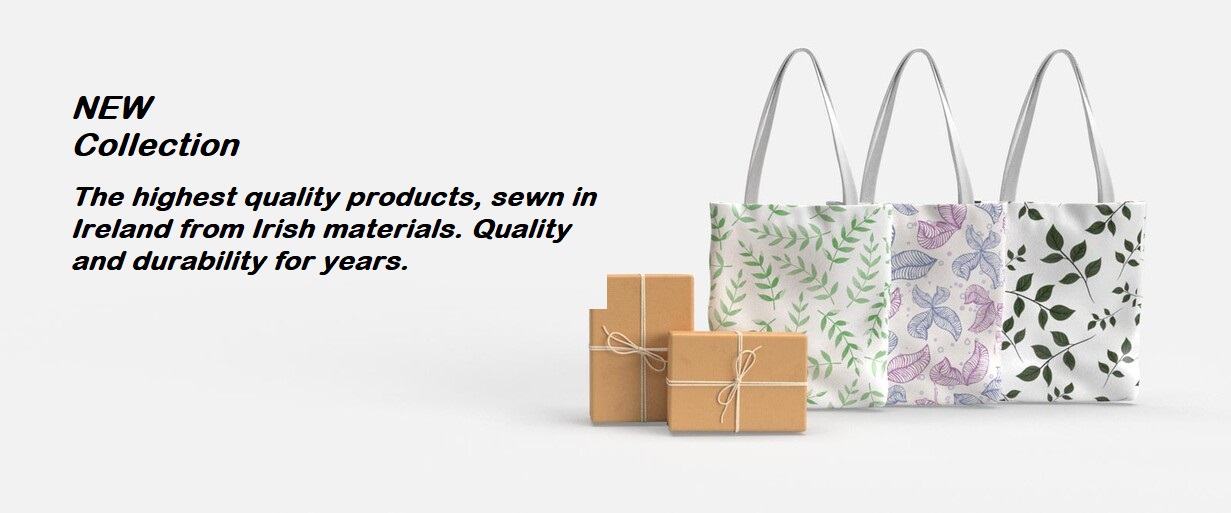 NEW
Collection
The highest quality products, sewn in
Ireland from Irish materials. Quality
and durability for years.